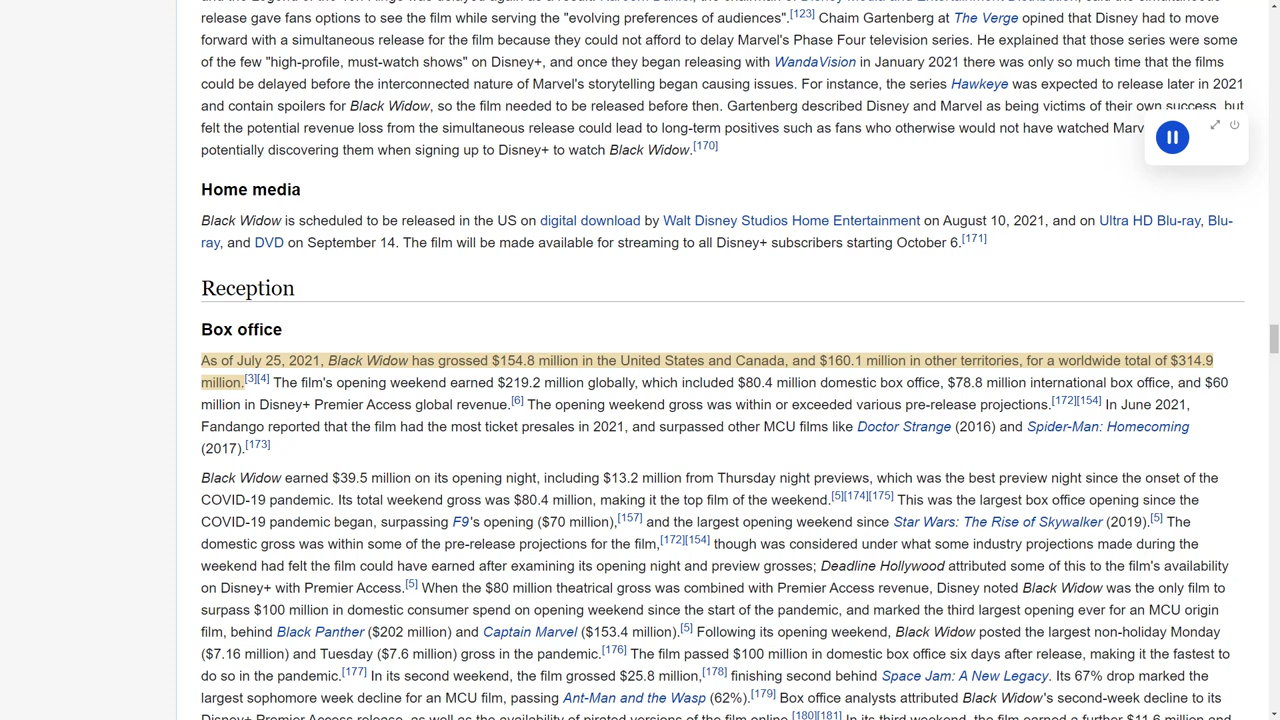 release gave fans options to see the film while serving the "evolving preferences of audiences".[123] Chaim Gartenberg at The Verge opined that Disney had to move
forward with a simultaneous release for the film because they could not afford to delay Marvel's Phase Four television series. He explained that those series were some
of the few "high-profile, must-watch shows" on Disney+, and once they began releasing with WandaVision in January 2021 there was only so much time that the films
could be delayed before the interconnected nature of Marvel's storytelling began causing issues. For instance, the series Hawkeye was expected to release later in 2021
and contain spoilers for Black Widow, so the film needed to be released before then. Gartenberg described Disney and Marvel as being victims of their own success, but
felt the potential revenue loss from the simultaneous release could lead to long-term positives such as fans who otherwise would not have watched Marv
potentially discovering them when signing up to Disney+ to watch Black Widow.[170]
Home media
Black Widow is scheduled to be released in the US on digital download by Walt Disney Studios Home Entertainment on August 10, 2021, and on Ultra HD Blu-ray, Blu-
ray, and DVD on September 14. The film will be made available for streaming to all Disney+ subscribers starting October 6.[171]
Reception
Box office
As of July 25, 2021, Black Widow has grossed $154.8 million in the United States and Canada, and $160.1 million in other territories, for a worldwide total of $314.9
million.[3][4] The film's opening weekend earned $219.2 million globally, which included $80.4 million domestic box office, $78.8 million international box office, and $60
million in Disney+ Premier Access global revenue.[6] The opening weekend gross was within or exceeded various pre-release projections.[172][154] In June 2021,
Fandango reported that the film had the most ticket presales in 2021, and surpassed other MCU films like Doctor Strange (2016) and Spider-Man: Homecoming
(2017).[173]
Black Widow earned $39.5 million on its opening night, including $13.2 million from Thursday night previews, which was the best preview night since the onset of the
COVID-19 pandemic. Its total weekend gross was $80.4 million, making it the top film of the weekend.[5][174][175] This was the largest box office opening since the
COVID-19 pandemic began, surpassing F9's opening ($70 million),[157] and the largest opening weekend since Star Wars: The Rise of Skywalker (2019).[5] The
domestic gross was within some of the pre-release projections for the film,[172][154] though was considered under what some industry projections made during the
weekend had felt the film could have earned after examining its opening night and preview grosses; Deadline Hollywood attributed some of this to the film's availability
on Disney+ with Premier Access.[5] When the $80 million theatrical gross was combined with Premier Access revenue, Disney noted Black Widow was the only film to
surpass $100 million in domestic consumer spend on opening weekend since the start of the pandemic, and marked the third largest opening ever for an MCU origin
film, behind Black Panther ($202 million) and Captain Marvel ($153.4 million).[5] Following its opening weekend, Black Widow posted the largest non-holiday Monday
($7.16 million) and Tuesday ($7.6 million) gross in the pandemic.[176] The film passed $100 million in domestic box office six days after release, making it the fastest to
do so in the pandemic.[177] In its second weekend, the film grossed $25.8 million,[178] finishing second behind Space Jam: A New Legacy. Its 67% drop marked the
largest sophomore week decline for an MCU film, passing Ant-Man and the Wasp (62%).[179] Box office analysts attributed Black Widow's second-week decline to its
Disney+ Premier Access release, as well as the availability of pirated versions of the film online.[180][181] In its third weekend, the film earned a further $11.6 million and